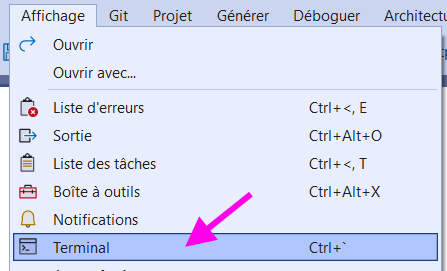 Affichage Git Projet Générer Déboguer
Ouvrir
Ouvrir avec...
Liste d'erreurs Ctrl+<, E
Sortie Ctrl+Alt+O
Liste des tâches Ctrl+<, T
Boîte à outils Ctrl+Alt+X
Notifications
Terminal Ctrl+`